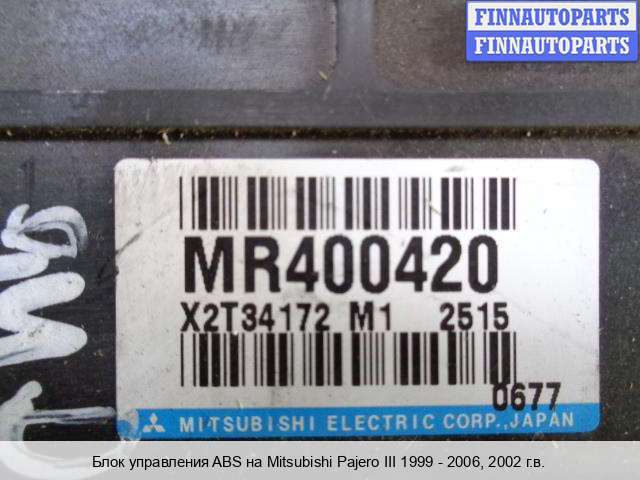 FINNAUTOPARTS
FINNAUTOPARTS
MR400420
X2T34172 M1 2515
0677
MITSUBISHI ELECTRIC CORP., JAPAN
Блок управления ABS на Mitsubishi Pajero III 1999 - 2006, 2002 г.в.